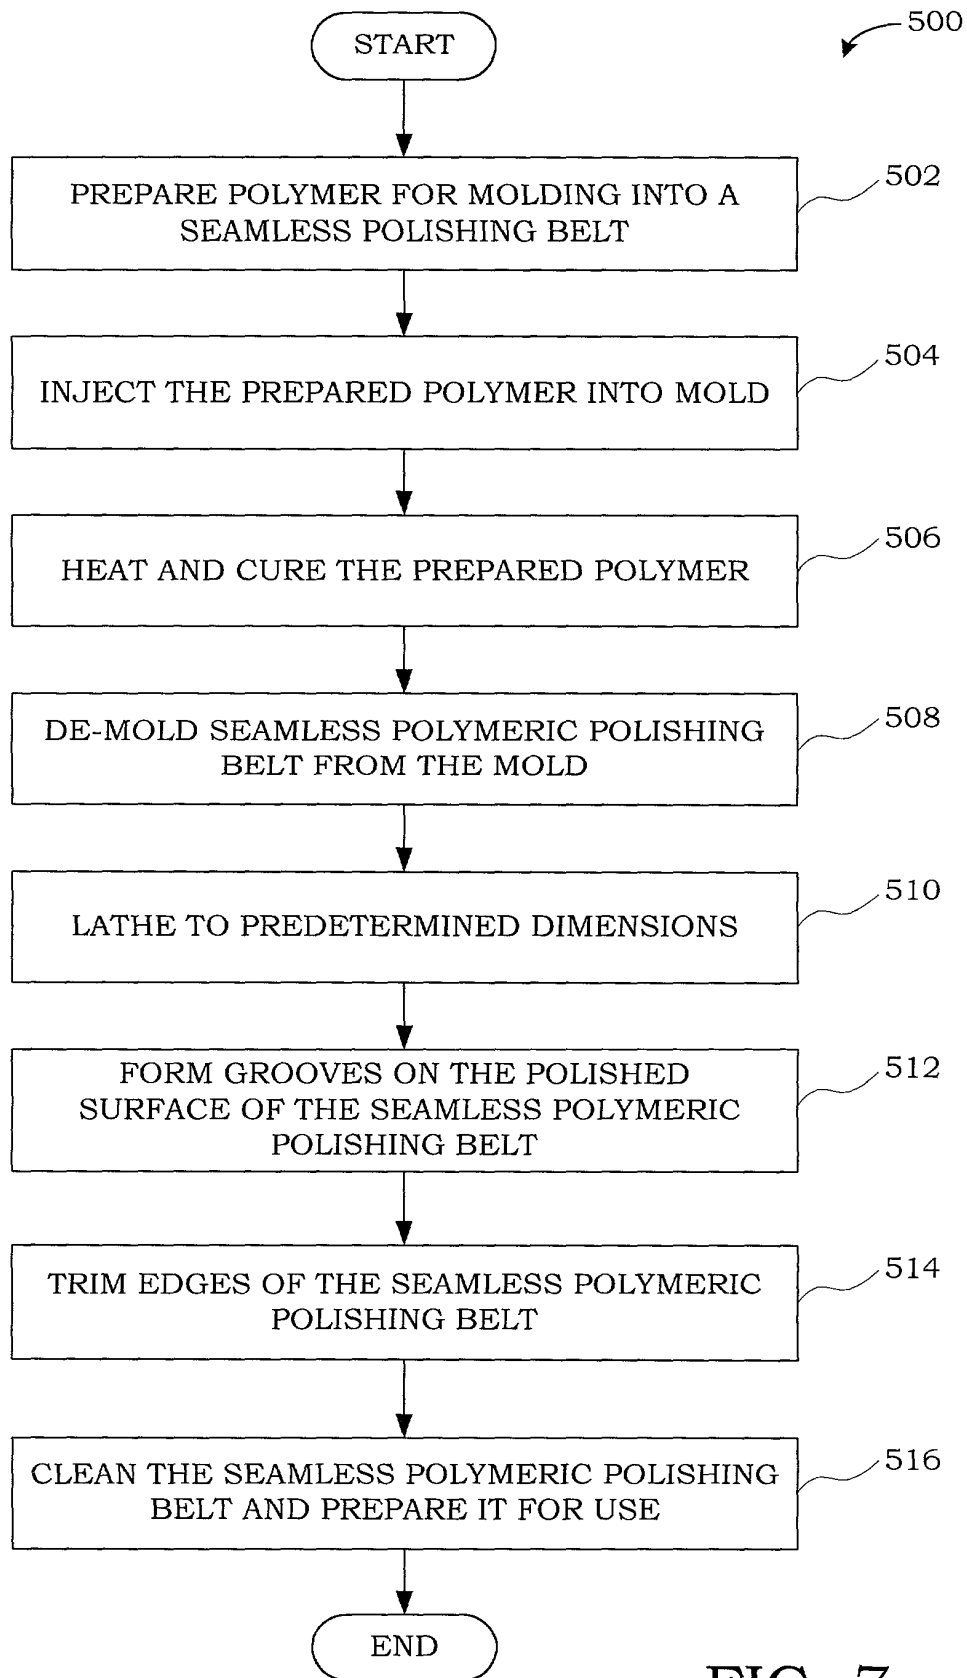 START
500
PREPARE POLYMER FOR MOLDING INTO A
SEAMLESS POLISHING BELT
502
INJECT THE PREPARED POLYMER INTO MOLD
504
HEAT AND CURE THE PREPARED POLYMER
506
DE-MOLD SEAMLESS POLYMERIC POLISHING
BELT FROM THE MOLD
508
LATHE TO PREDETERMINED DIMENSIONS
510
FORM GROOVES ON THE POLISHED
SURFACE OF THE SEAMLESS POLYMERIC
POLISHING BELT
512
TRIM EDGES OF THE SEAMLESS POLYMERIC
POLISHING BELT
514
CLEAN THE SEAMLESS POLYMERIC POLISHING
BELT AND PREPARE IT FOR USE
516
END
FIG. 7